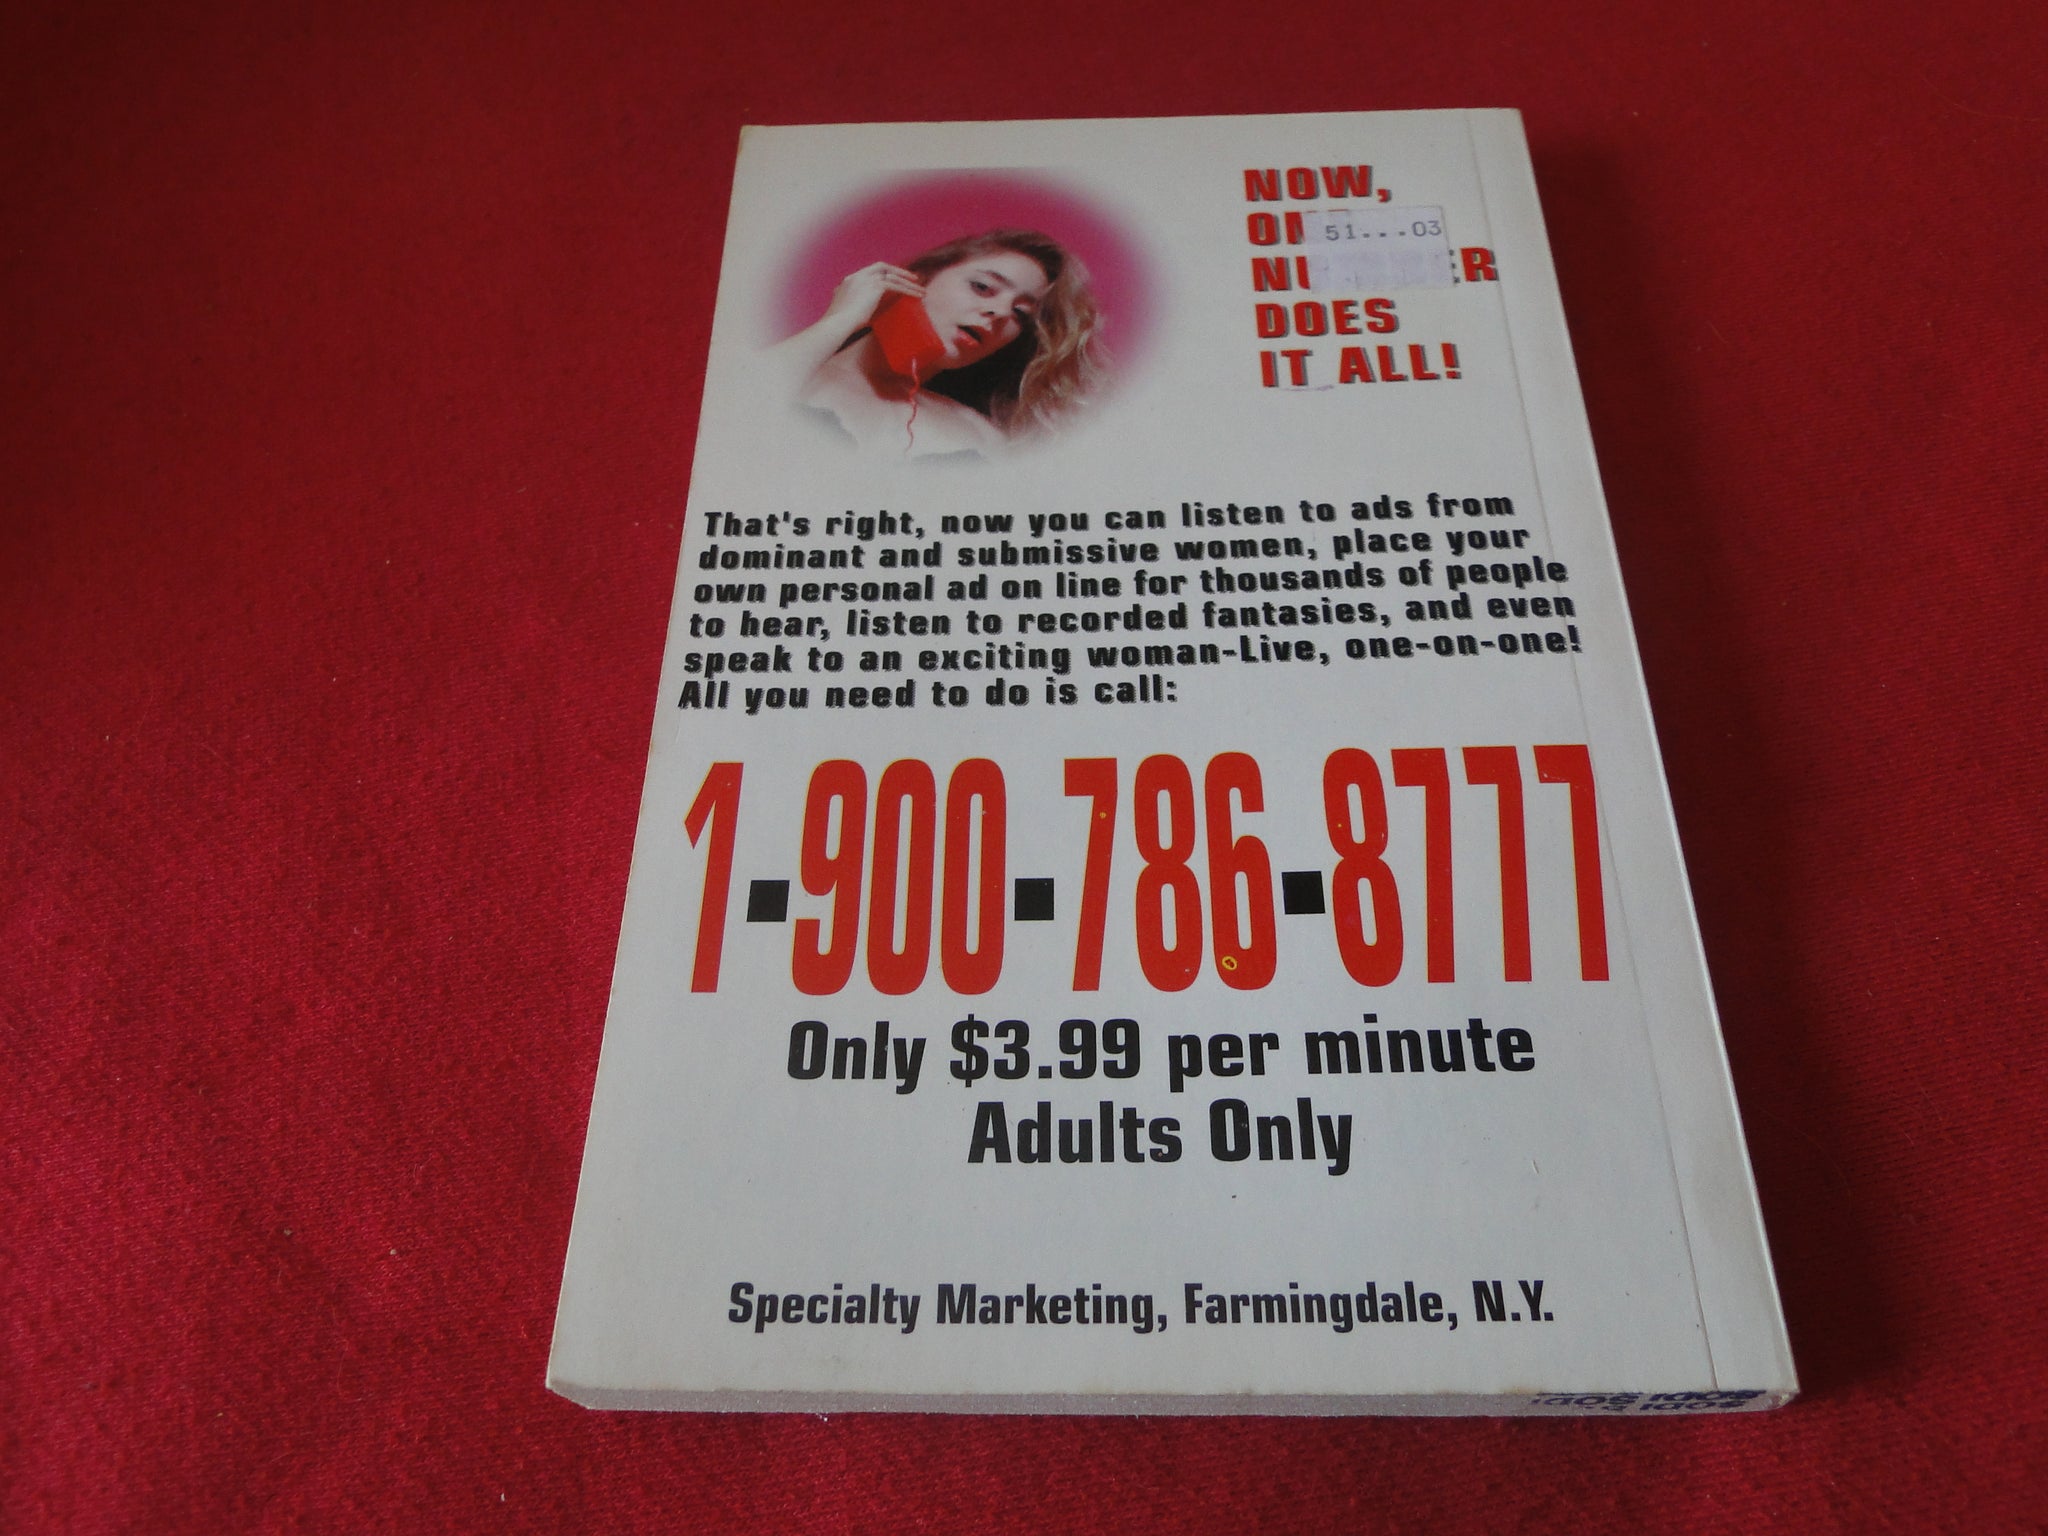 NOW,
51...03
DOES
IT ALL!
That's right, now you can listen to ads from
dominant and submissive women, place your
own personal ad on line for thousands of people
to hear, listen to recorded fantasies, and even
speak to an exciting woman-Live, one-on-one!
All you need to do is call:
1-900-786-8777
Only $3.99 per minute
Adults Only
Specialty Marketing, Farmingdale, N.Y.